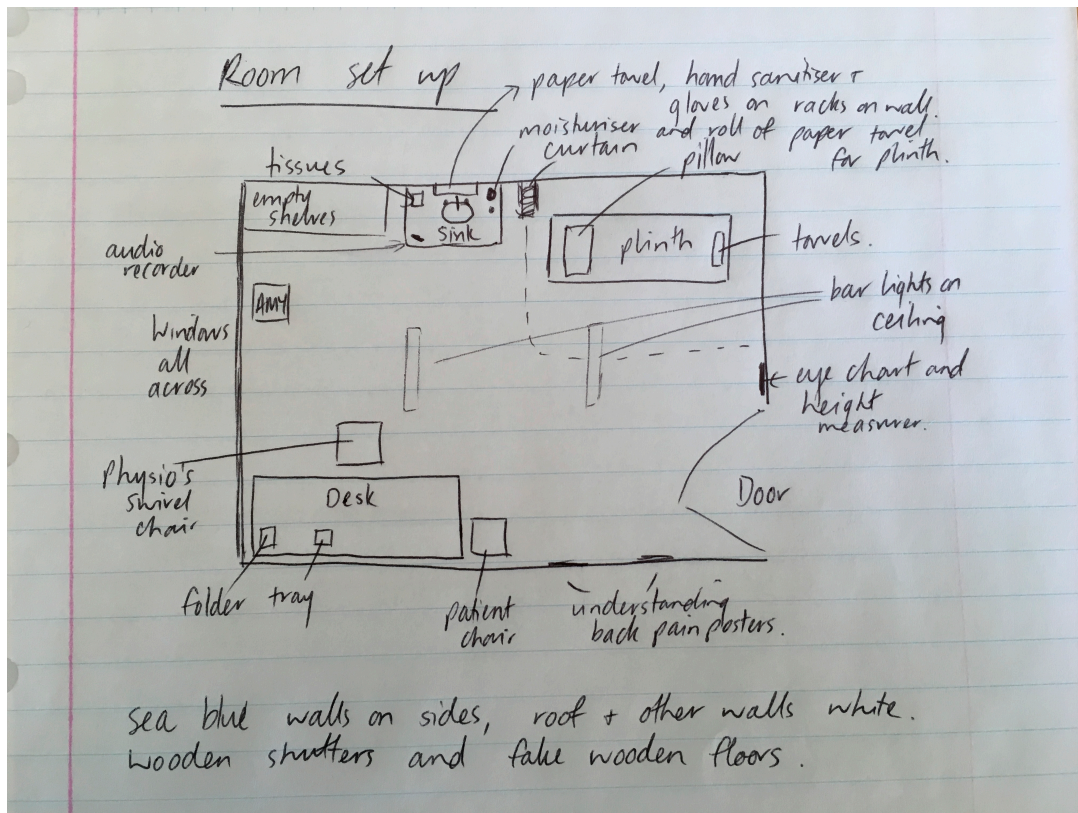 Room set up
paper towel, hand sanitiser +
gloves on racks on wall.
moisturiser and roll of paper towel
for plinth.
curtain
pillow
tissues
empty
shelves
sink
plinth
towels.
audio
recorder
AMY
bar lights on
ceiling
Windows
all
across
eye chart and
height
measurer.
Physio's
swivel
chair
Desk
Door
folder
tray
patient
chair
understanding
back pain posters.
sea blue walls on sides, roof + other walls white.
Wooden shutters and fake wooden floors.